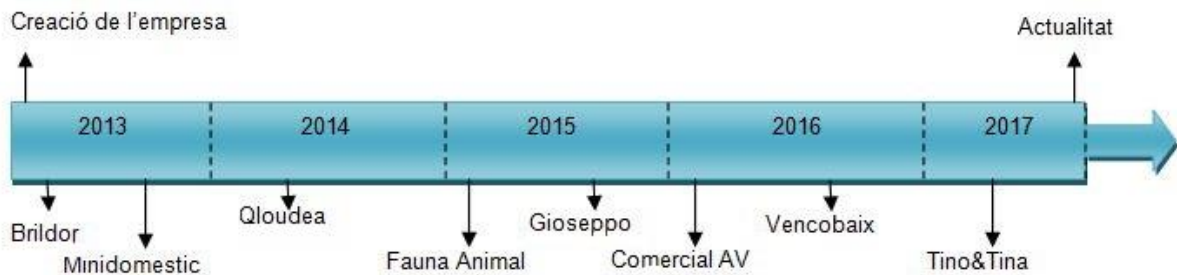 Creació de l'empresa
Actualitat
2013
2014
2015
2016
2017
Brildor
Minidomestic
Qloudea
Fauna Animal
Gioseppo
Comercial AV
Vencobaix
Tino&Tina